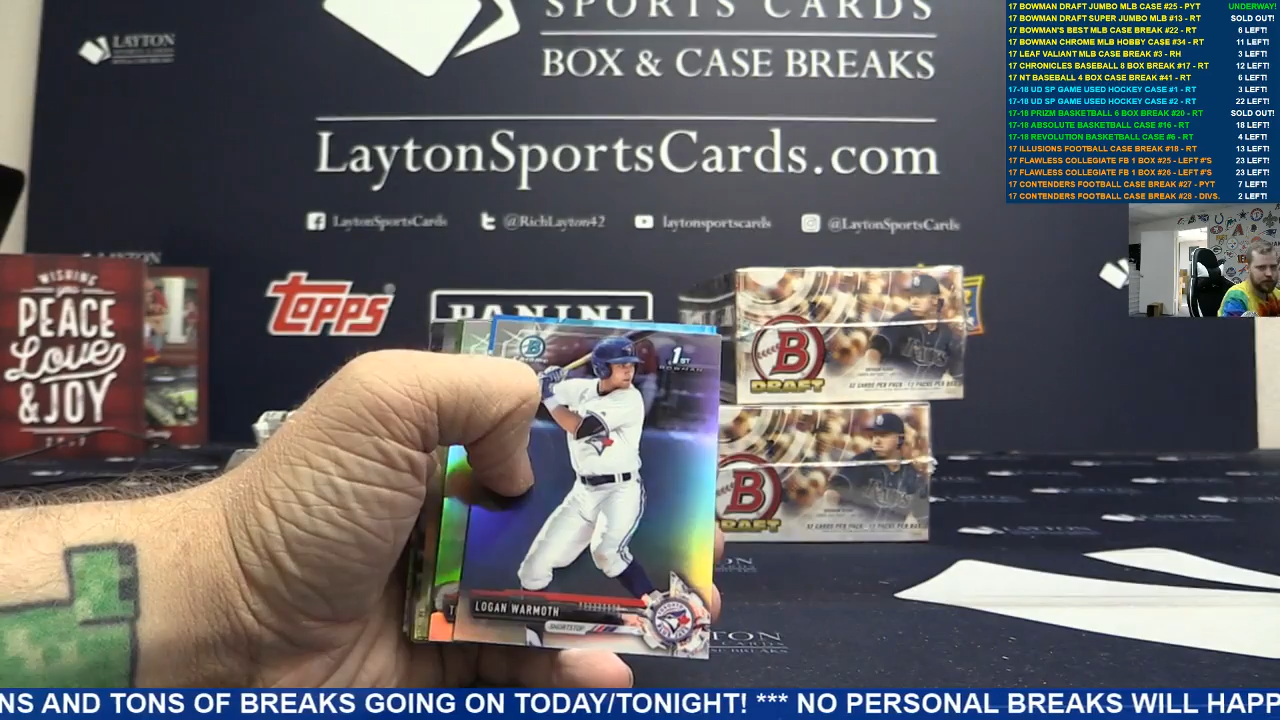 SPORTS CARDS
BOX & CASE BREAKS
LaytonSportsCards.com
LaytonSportsCards
@RichLayton42
laytonsportscards
@LaytonSportsCards
LAYTON
17 BOWMAN DRAFT JUMBO MLB CASE #25 - PYT UNDERWAY!
17 BOWMAN DRAFT SUPER JUMBO MLB #13 - RT SOLD OUT!
17 BOWMAN'S BEST MLB CASE BREAK #22 - RT 6 LEFT!
17 BOWMAN CHROME MLB HOBBY CASE #34 - RT 11 LEFT!
17 LEAF VALIANT MLB CASE BREAK #3 - RH 3 LEFT!
17 CHRONICLES BASEBALL 8 BOX BREAK #17 - RT 12 LEFT!
17 NT BASEBALL 4 BOX CASE BREAK #41 - RT 6 LEFT!
17-18 UD SP GAME USED HOCKEY CASE #1 - RT 3 LEFT!
17-18 UD SP GAME USED HOCKEY CASE #2 - RT 22 LEFT!
17-18 PRIZM BASKETBALL 6 BOX BREAK #20 - RT SOLD OUT!
17-18 ABSOLUTE BASKETBALL CASE #16 - RT 18 LEFT!
17-18 REVOLUTION BASKETBALL CASE #6 - RT 4 LEFT!
17 ILLUSIONS FOOTBALL CASE BREAK #18 - RT 13 LEFT!
17 FLAWLESS COLLEGIATE FB 1 BOX #25 - LEFT #'S 23 LEFT!
17 FLAWLESS COLLEGIATE FB 1 BOX #26 - LEFT #'S 23 LEFT!
17 CONTENDERS FOOTBALL CASE BREAK #27 - PYT 7 LEFT!
17 CONTENDERS FOOTBALL CASE BREAK #28 - DIVS. 2 LEFT!
WISHING
you
PEACE
Love
& JOY
TOPPS
PANINI
B
DRAFT
12 CARDS PER PACK
B
DRAFT
1ST
BOWMAN
LOGAN WARMOTH
SHORTSTOP
NS AND TONS OF BREAKS GOING ON TODAY/TONIGHT! *** NO PERSONAL BREAKS WILL HAPP